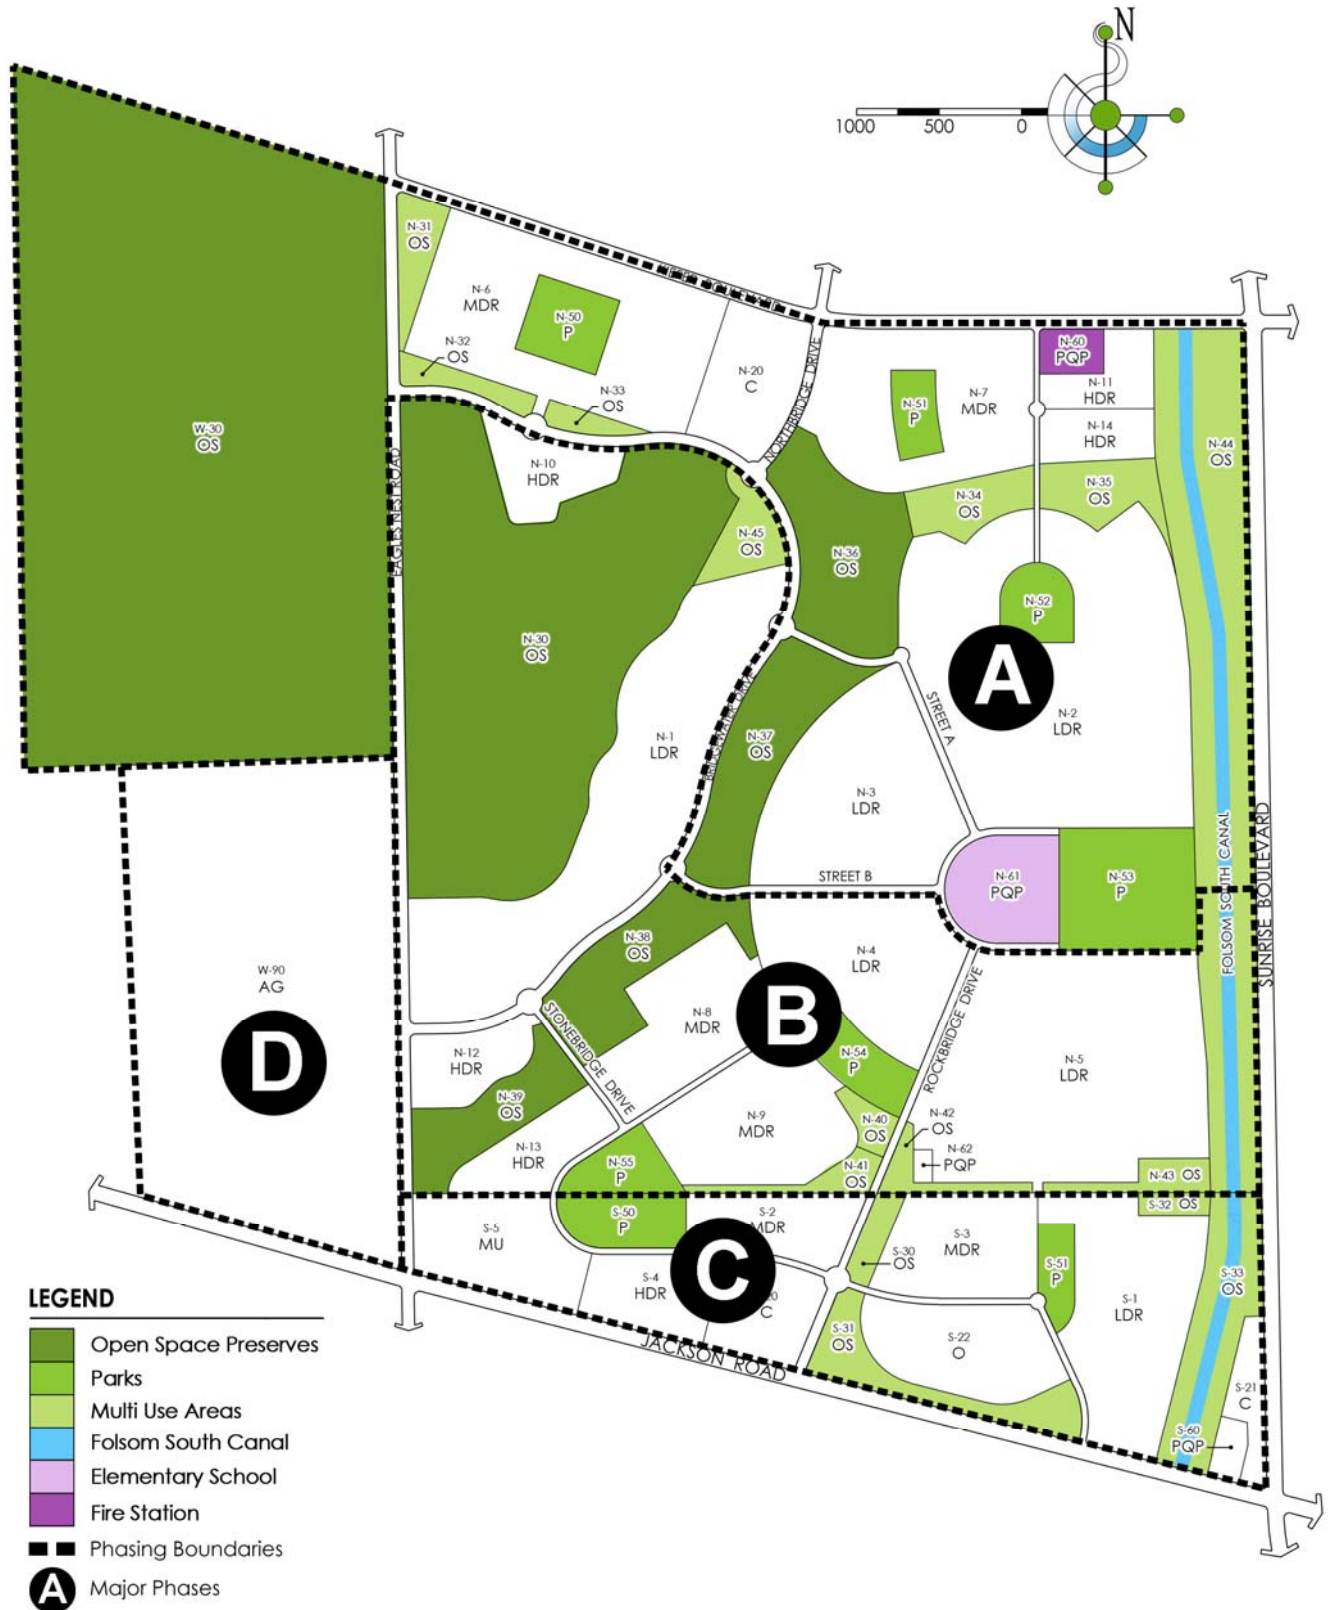 N
1000 500 0
N-31
OS
N-6
MDR
N-50
P
N-32
OS
N-33
OS
N-20
C
NORTHBRIDGE DRIVE
N-51
P
N-7
MDR
N-60
PQP
N-11
HDR
N-14
HDR
N-44
OS
W-30
OS
EAGLES NEST ROAD
N-10
HDR
N-45
OS
N-36
OS
N-34
OS
N-35
OS
N-52
P
N-30
OS
A
N-1
LDR
BRIDGEWATER DRIVE
N-37
OS
STREET A
N-2
LDR
N-3
LDR
STREET B
N-61
PQP
N-53
P
FOLSOM SOUTH CANAL
SUNRISE BOULEVARD
N-38
OS
N-4
LDR
W-90
AG
D
STONEBRIDGE DRIVE
N-8
MDR
B
ROCKBRIDGE DRIVE
N-5
LDR
N-12
HDR
N-54
P
N-39
OS
N-9
MDR
N-40
OS
N-42
OS
N-62
PQP
N-13
HDR
N-55
P
N-41
OS
N-43 OS
S-50
P
S-2
MDR
S-32 OS
S-5
MU
C
S-3
MDR
S-30
OS
S-51
P
S-33
OS
S-4
HDR
C
S-1
LDR
S-31
OS
S-22
O
JACKSON ROAD
S-21
C
S-60
PQP
LEGEND
Open Space Preserves
Parks
Multi Use Areas
Folsom South Canal
Elementary School
Fire Station
Phasing Boundaries
A Major Phases